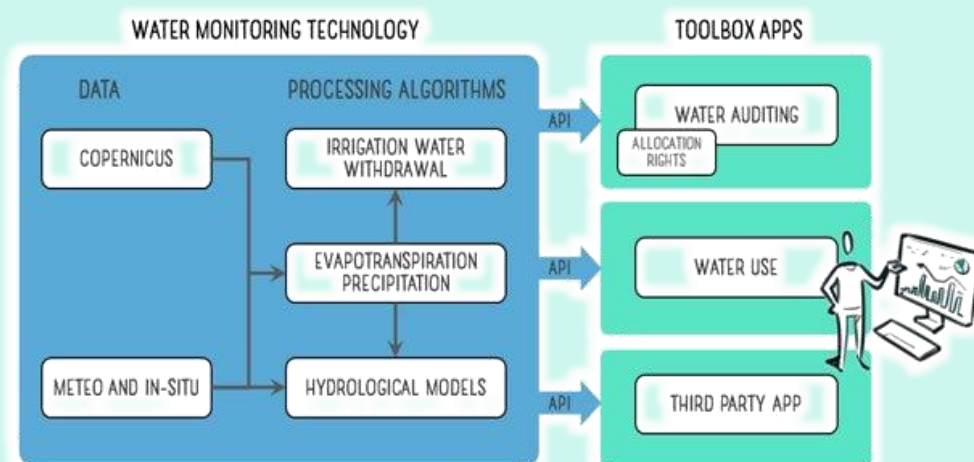 WATER MONITORING TECHNOLOGY
TOOLBOX APPS
DATA
PROCESSING ALGORITHMS
COPERNICUS
IRRIGATION WATER
WITHDRAWAL
EVAPOTRANSPIRATION
PRECIPITATION
METEO AND IN-SITU
HYDROLOGICAL MODELS
API
WATER AUDITING
ALLOCATION
RIGHTS
API
WATER USE
API
THIRD PARTY APP